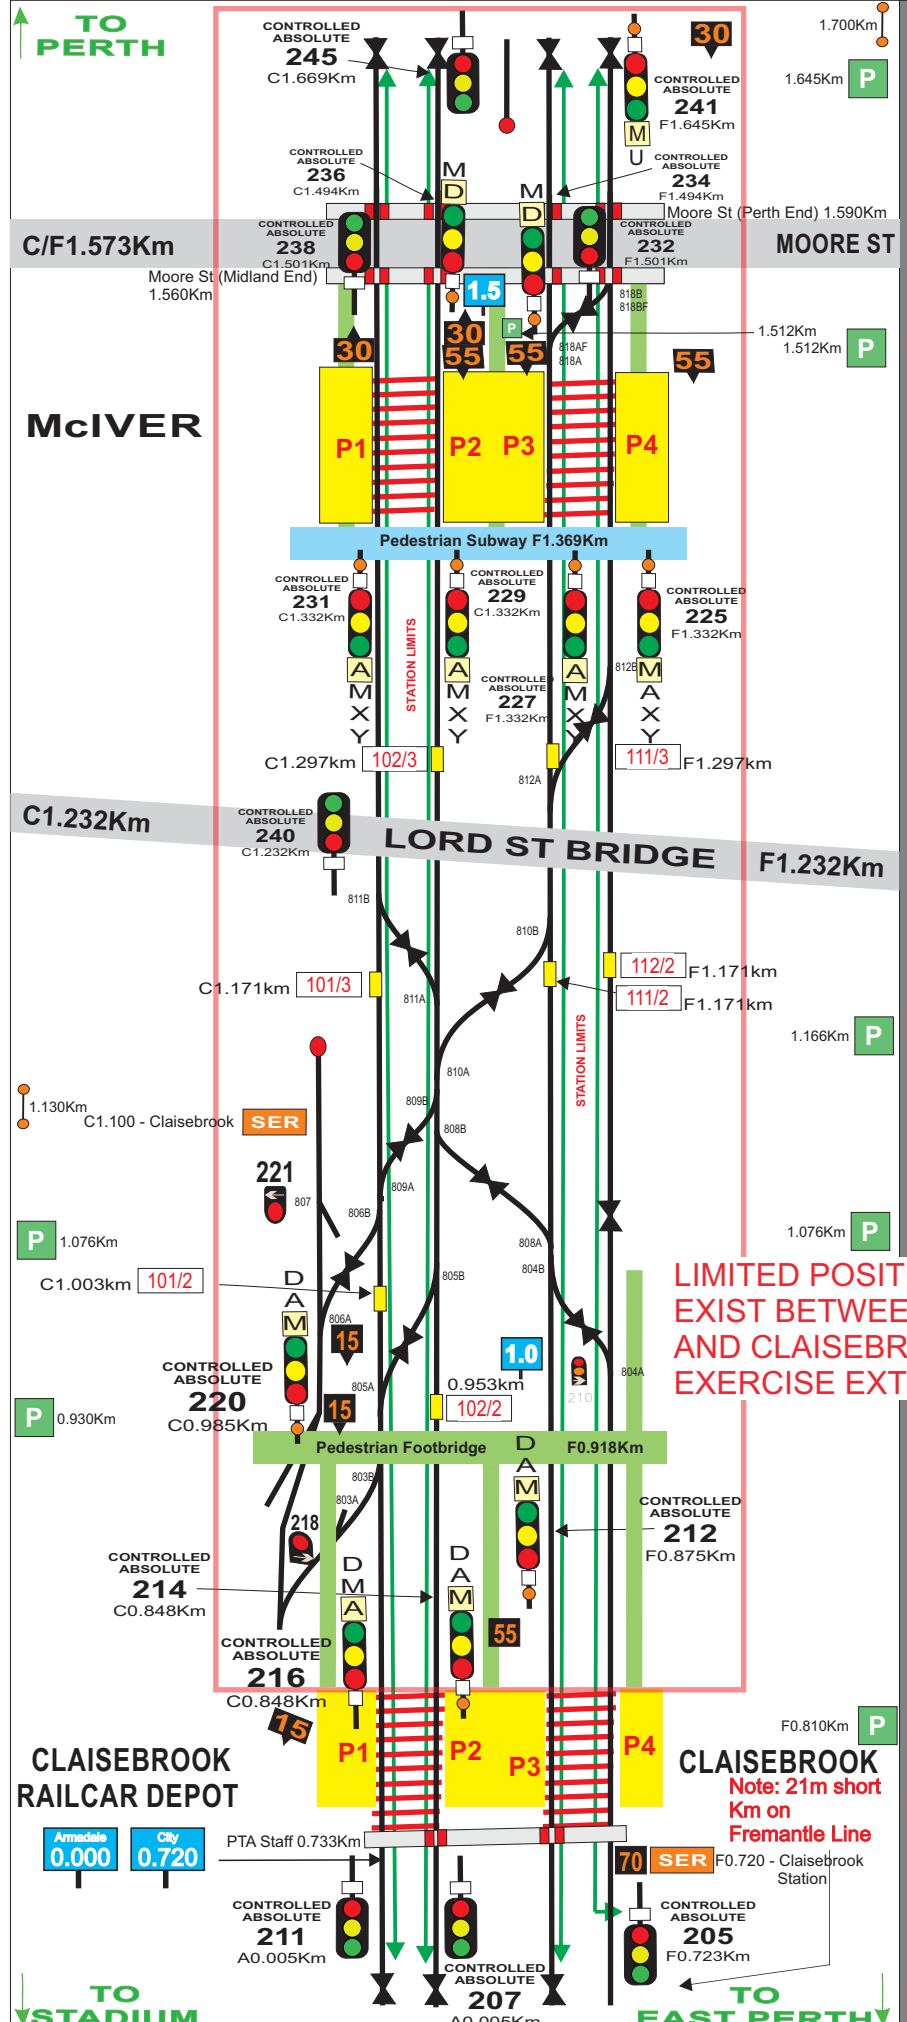 TO
PERTH
CONTROLLED
ABSOLUTE
245
C1.669Km
30
1.700Km
1.645Km
P
CONTROLLED
ABSOLUTE
241
F1.645Km
M
U
CONTROLLED
ABSOLUTE
236
C1.494Km
M
D
M
D
CONTROLLED
ABSOLUTE
234
F1.494Km
Moore St (Perth End) 1.590Km
C/F1.573Km
CONTROLLED
ABSOLUTE
238
C1.501Km
CONTROLLED
ABSOLUTE
232
F1.501Km
MOORE ST
Moore St (Midland End)
1.560Km
1.5
818B
818BF
P
1.512Km
1.512Km
P
30
30
55
55
818AF
818A
55
McIVER
P1
P2
P3
P4
Pedestrian Subway F1.369Km
CONTROLLED
ABSOLUTE
231
C1.332Km
CONTROLLED
ABSOLUTE
229
C1.332Km
CONTROLLED
ABSOLUTE
225
F1.332Km
STATION LIMITS
A
M
X
Y
A
M
X
Y
CONTROLLED
ABSOLUTE
227
F1.332Km
A
M
X
Y
812B
M
A
X
Y
C1.297km
102/3
111/3
F1.297km
812A
C1.232Km
CONTROLLED
ABSOLUTE
240
C1.232Km
LORD ST BRIDGE
F1.232Km
811B
810B
C1.171km
101/3
811A
112/2
F1.171km
111/2
F1.171km
STATION LIMITS
1.166Km
P
810A
1.130Km
809B
C1.100 - Claisebrook
SER
808B
221
807
809A
806B
P
1.076Km
1.076Km
P
808A
804B
C1.003km
101/2
805B
D
A
M
806A
15
LIMITED POSIT
EXIST BETWEE
AND CLAISEBR
EXERCISE EXT
1.0
CONTROLLED
ABSOLUTE
220
C0.985Km
805A
0.953km
102/2
210
804A
P
0.930Km
15
Pedestrian Footbridge
F0.918Km
803B
803A
D
A
M
218
CONTROLLED
ABSOLUTE
212
F0.875Km
CONTROLLED
ABSOLUTE
214
C0.848Km
D
M
A
D
A
M
55
CONTROLLED
ABSOLUTE
216
C0.848Km
15
F0.810Km
P
P1
P2
P3
P4
CLAISEBROOK
RAILCAR DEPOT
CLAISEBROOK
Note: 21m short
Km on
Fremantle Line
Armadale
0.000
City
0.720
PTA Staff 0.733Km
70
SER
F0.720 - Claisebrook
Station
CONTROLLED
ABSOLUTE
211
A0.005Km
CONTROLLED
ABSOLUTE
205
F0.723Km
CONTROLLED
ABSOLUTE
207
A0.005Km
TO
STADIUM
TO
EAST PERTH